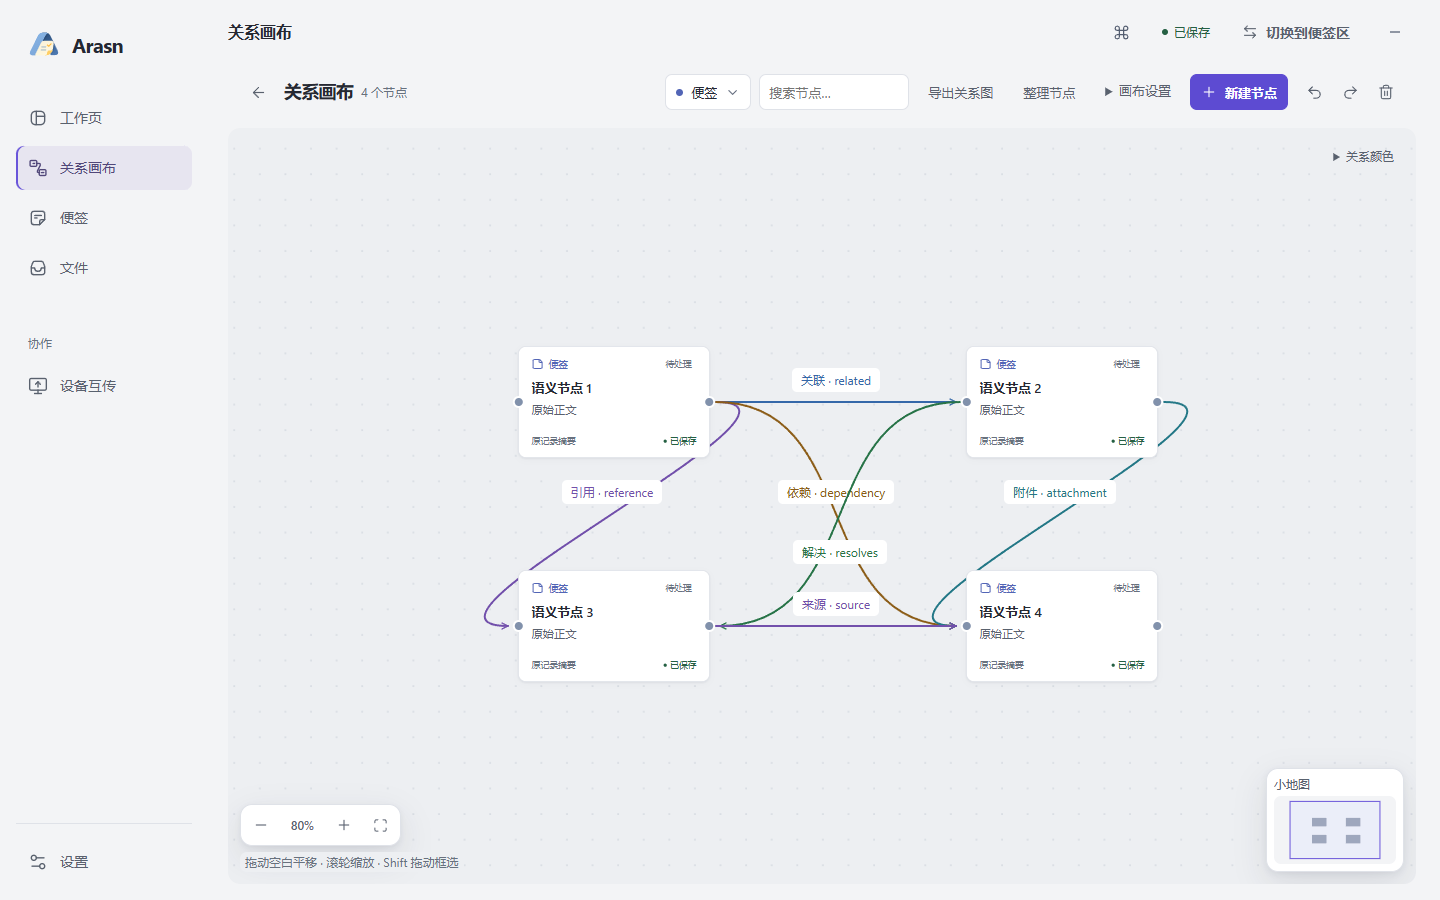 Arasn
工作页
关系画布
便签
文件
协作
设备互传
设置
关系画布
已保存
切换到便签区
关系画布 4 个节点
便签
搜索节点...
导出关系图
整理节点
画布设置
新建节点
关系颜色
便签 待处理
语义节点 1
原始正文
原记录摘要 已保存
关联 · related
便签 待处理
语义节点 2
原始正文
原记录摘要 已保存
引用 · reference
依赖 · dependency
附件 · attachment
解决 · resolves
来源 · source
便签 待处理
语义节点 3
原始正文
原记录摘要 已保存
便签 待处理
语义节点 4
原始正文
原记录摘要 已保存
80%
拖动空白平移 · 滚轮缩放 · Shift 拖动框选
小地图